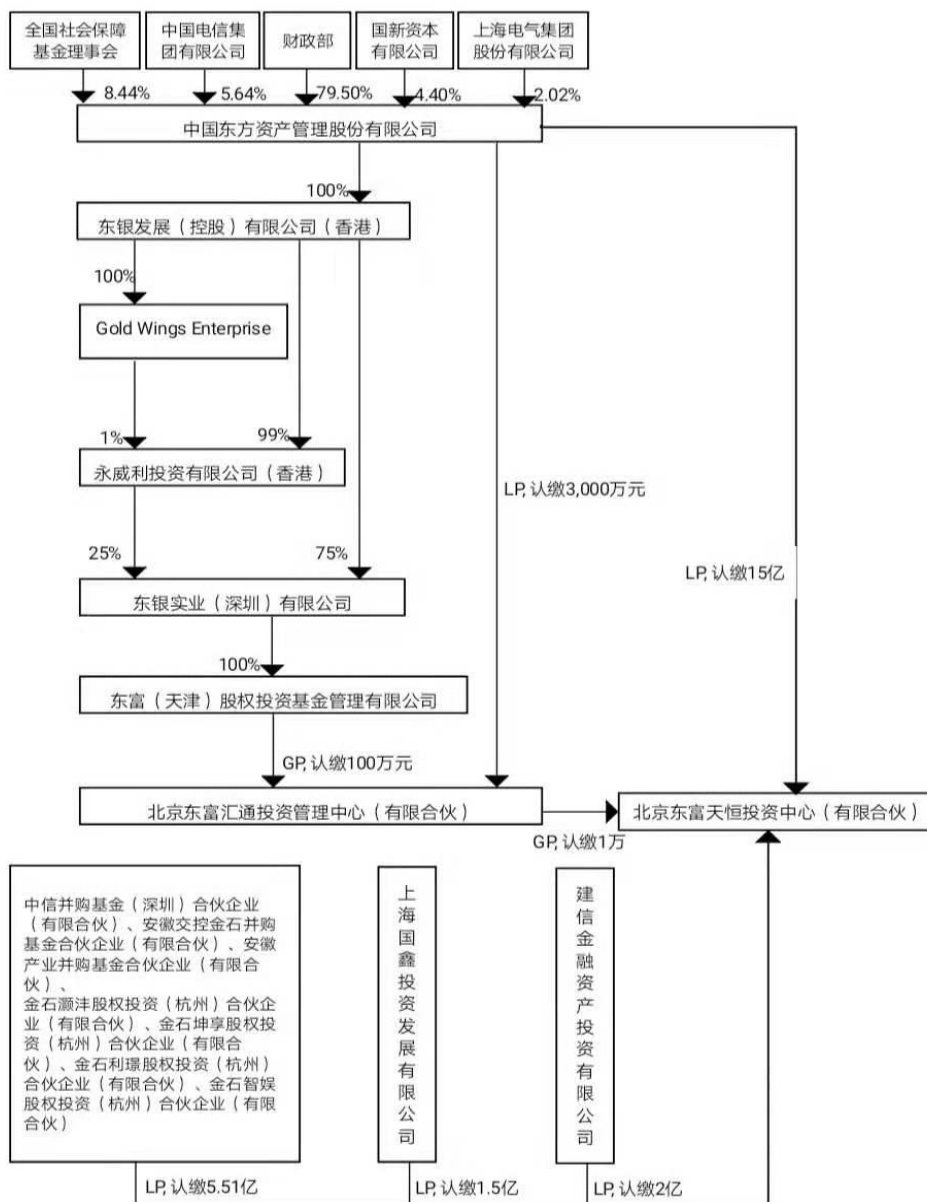 全国社会保障
基金理事会
中国电信集
团有限公司
财政部
国新资本
有限公司
上海电气集团
股份有限公司
8.44%
5.64%
79.50%
4.40%
2.02%
中国东方资产管理股份有限公司
100%
东银发展（控股）有限公司（香港）
100%
Gold Wings Enterprise
1%
99%
永威利投资有限公司（香港）
LP, 认缴3,000万元
25%
75%
LP, 认缴15亿
东银实业（深圳）有限公司
100%
东富（天津）股权投资基金管理有限公司
GP, 认缴100万元
北京东富汇通投资管理中心（有限合伙）
北京东富天恒投资中心（有限合伙）
GP, 认缴1万
中信并购基金（深圳）合伙企业
（有限合伙）、安徽交控金石并购
基金合伙企业（有限合伙）、安徽
产业并购基金合伙企业（有限合
伙）、
金石灏沣股权投资（杭州）合伙企
业（有限合伙）、金石坤享股权投
资（杭州）合伙企业（有限合
伙）、金石利璟股权投资（杭州）
合伙企业（有限合伙）、金石智娱
股权投资（杭州）合伙企业（有限
合伙）
上海国鑫投资发展有限公司
建信金融资产投资有限公司
LP, 认缴5.51亿
LP, 认缴1.5亿
LP, 认缴2亿